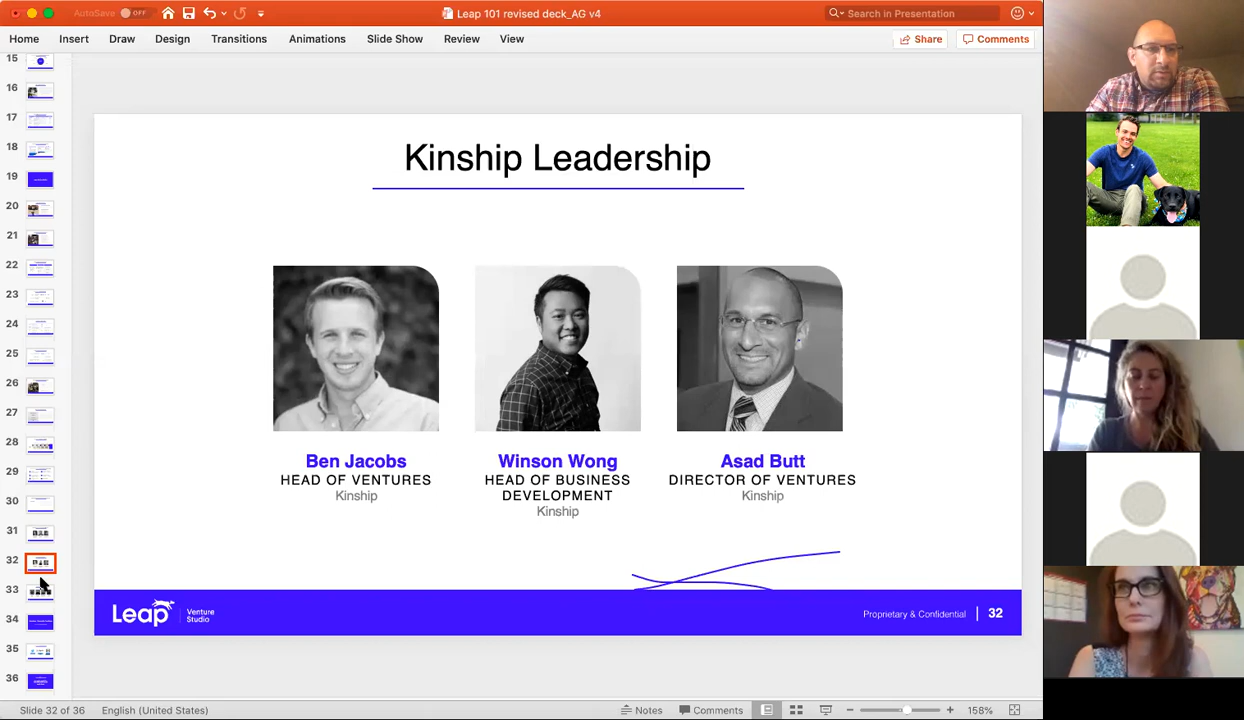 AutoSave OFF
Leap 101 revised deck_AG v4
Search in Presentation
Home Insert Draw Design Transitions Animations Slide Show Review View
Share Comments
15
16
17
18
19
20
21
22
23
24
25
26
27
28
29
30
31
32
33
34
35
36
Kinship Leadership
Ben Jacobs
HEAD OF VENTURES
Kinship
Winson Wong
HEAD OF BUSINESS
DEVELOPMENT
Kinship
Asad Butt
DIRECTOR OF VENTURES
Kinship
Leap Venture
Studio
Proprietary & Confidential | 32
Slide 32 of 36 English (United States) Notes Comments 158%